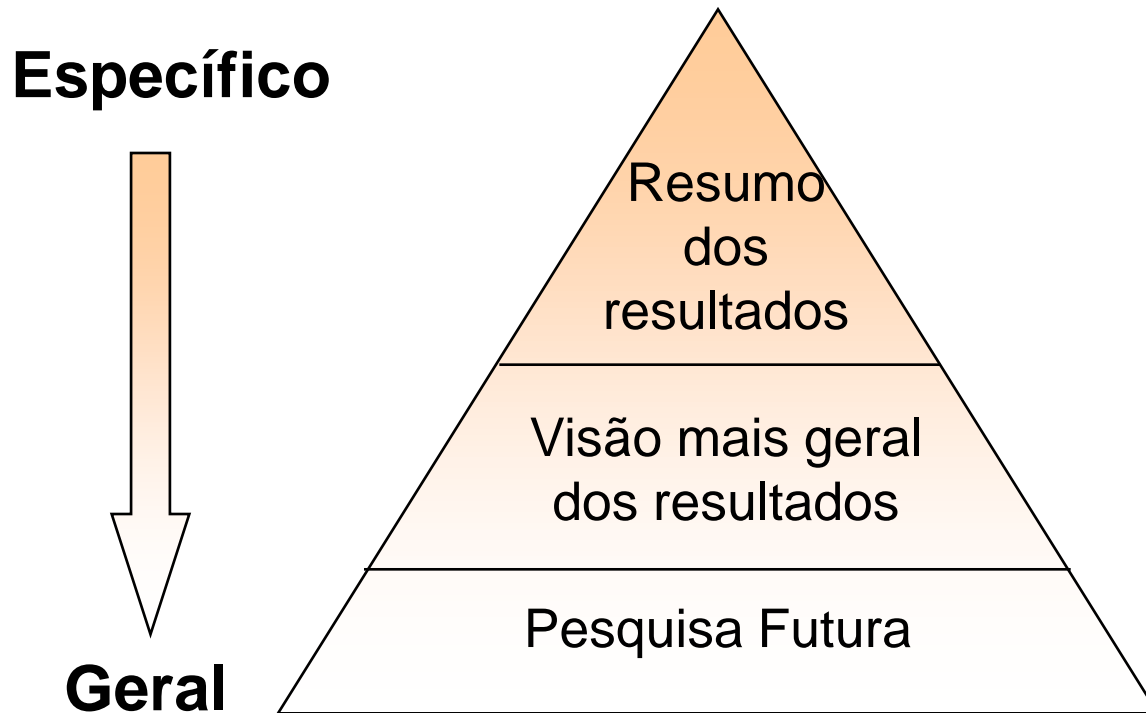 Específico
Resumo
dos
resultados
Visão mais geral
dos resultados
Pesquisa Futura
Geral